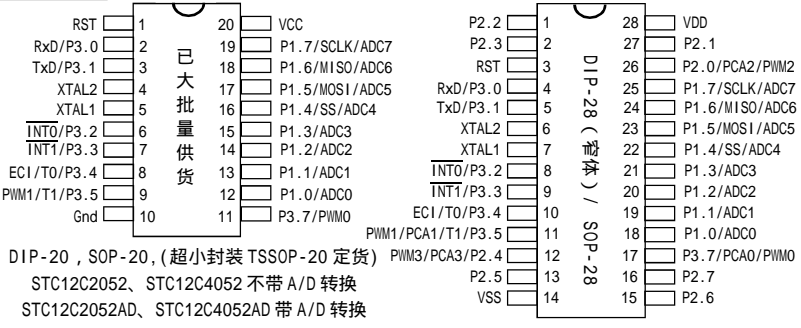 RST 1 20 VCC
RxD/P3.0 2 19 P1.7/SCLK/ADC7
TxD/P3.1 3 18 P1.6/MISO/ADC6
XTAL2 4 17 P1.5/MOSI/ADC5
XTAL1 5 16 P1.4/SS/ADC4
INT0/P3.2 6 15 P1.3/ADC3
INT1/P3.3 7 14 P1.2/ADC2
ECI/T0/P3.4 8 13 P1.1/ADC1
PWM1/T1/P3.5 9 12 P1.0/ADC0
Gnd 10 11 P3.7/PWM0
已大批量供货
DIP-20，SOP-20,(超小封装TSSOP-20 定货)
STC12C2052、STC12C4052 不带 A/D 转换
STC12C2052AD、STC12C4052AD 带 A/D 转换
P2.2 1 28 VDD
P2.3 2 27 P2.1
RST 3 26 P2.0/PCA2/PWM2
RxD/P3.0 4 25 P1.7/SCLK/ADC7
TxD/P3.1 5 24 P1.6/MISO/ADC6
XTAL2 6 23 P1.5/MOSI/ADC5
XTAL1 7 22 P1.4/SS/ADC4
INT0/P3.2 8 21 P1.3/ADC3
INT1/P3.3 9 20 P1.2/ADC2
ECI/T0/P3.4 10 19 P1.1/ADC1
PWM1/PCA1/T1/P3.5 11 18 P1.0/ADC0
PWM3/PCA3/P2.4 12 17 P3.7/PCA0/PWM0
P2.5 13 16 P2.7
VSS 14 15 P2.6
DIP-28(窄体)/ SOP-28